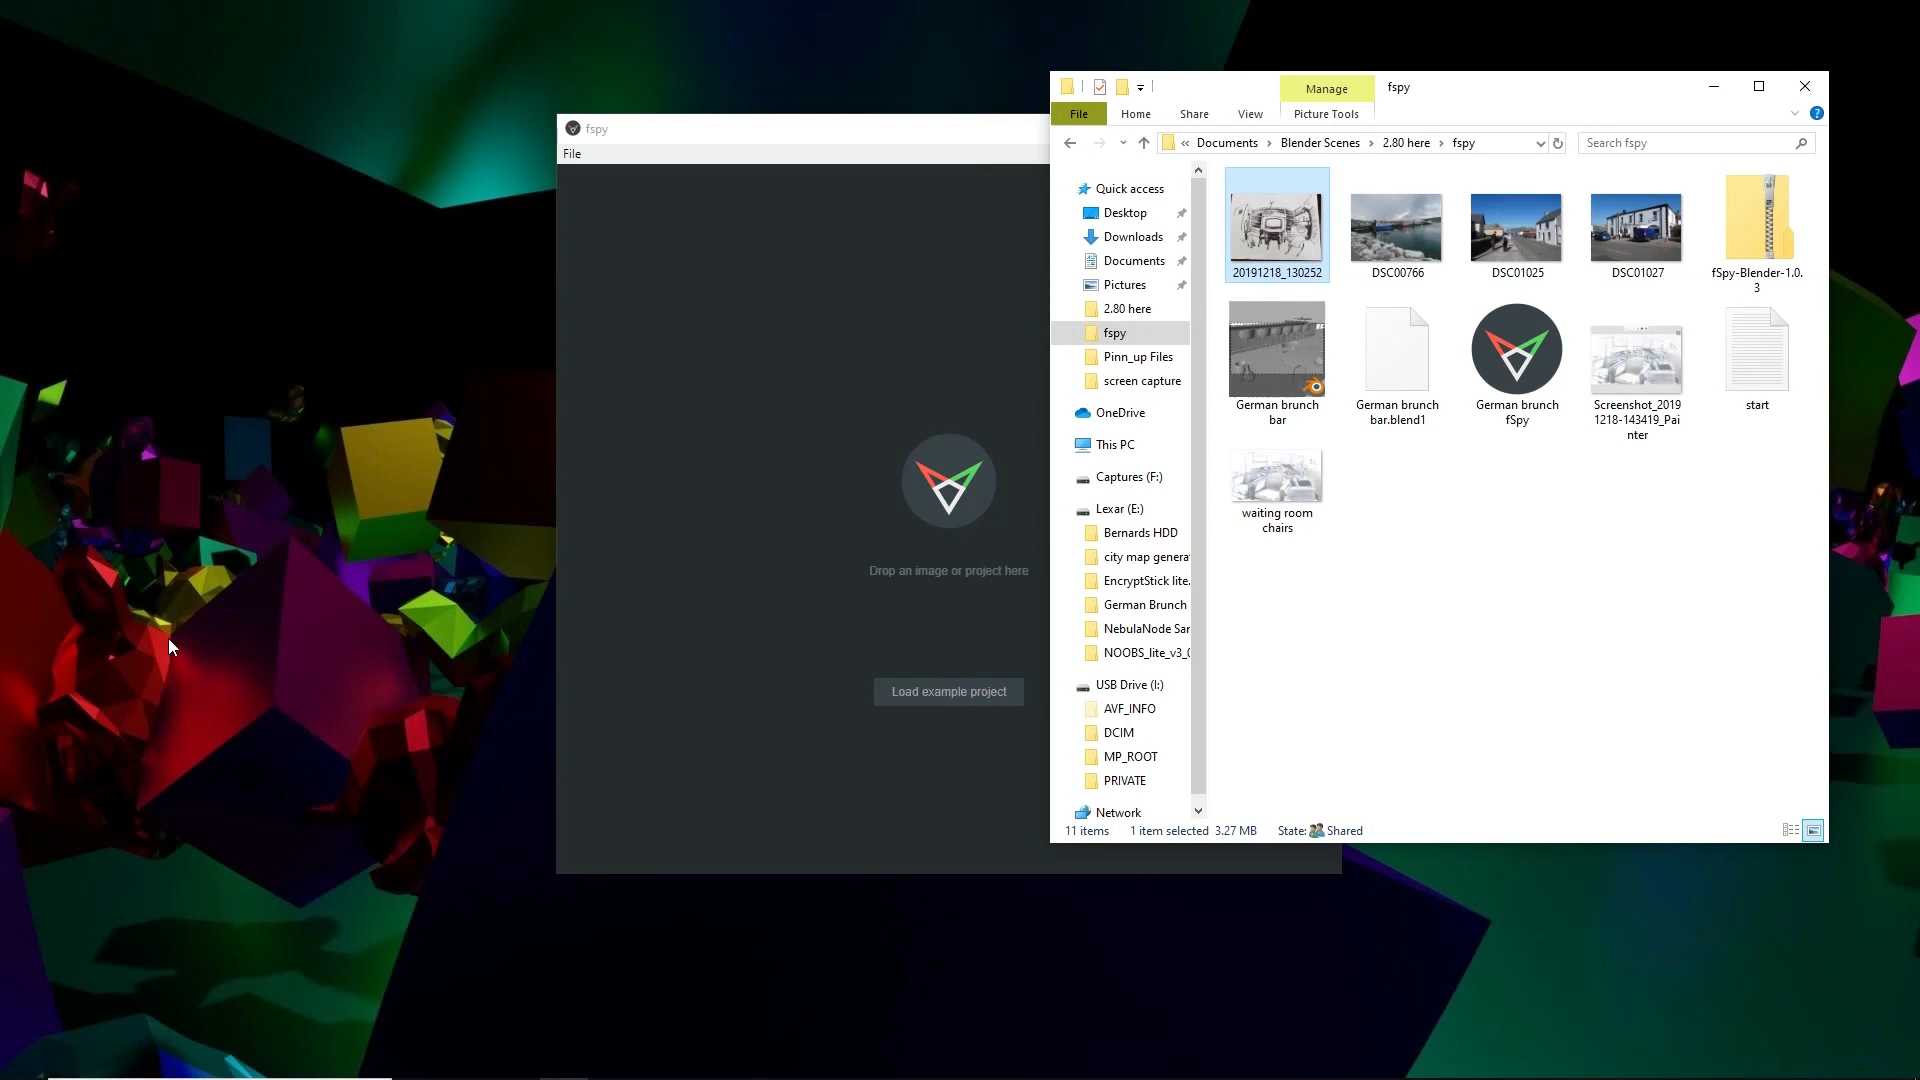 fspy
File
Drop an image or project here
Load example project
Manage
fspy
File
Home
Share
View
Picture Tools
« Documents > Blender Scenes > 2.80 here > fspy
Search fspy
Quick access
Desktop
Downloads
Documents
Pictures
2.80 here
fspy
Pinn_up Files
screen capture
OneDrive
This PC
Captures (F:)
Lexar (E:)
Bernards HDD
city map genera
EncryptStick lite.
German Brunch
NebulaNode Sar
NOOBS_lite_v3_0
USB Drive (I:)
AVF_INFO
DCIM
MP_ROOT
PRIVATE
Network
20191218_130252
DSC00766
DSC01025
DSC01027
fSpy-Blender-1.0.
3
German brunch
bar
German brunch
bar.blend1
German brunch
fSpy
Screenshot_2019
1218-143419_Pai
nter
start
waiting room
chairs
11 items
1 item selected 3.27 MB
State: Shared